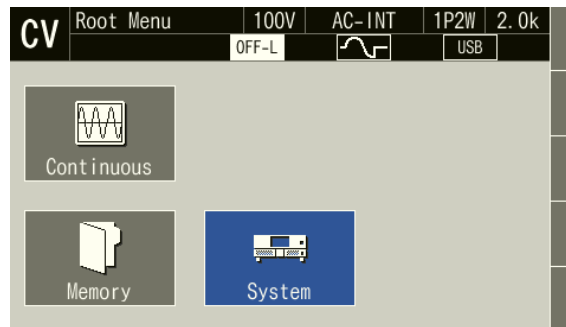 CV Root Menu 100V AC-INT 1P2W 2.0k
OFF-L USB
Continuous
Memory System